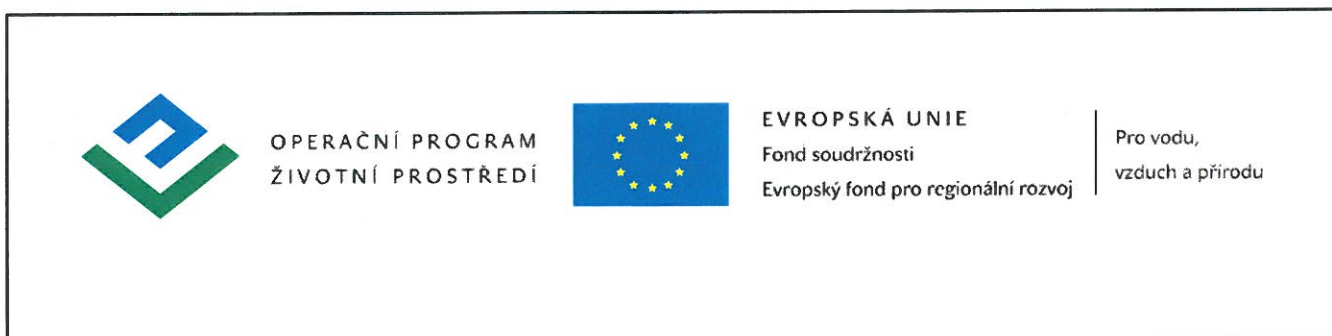 OPERAČNÍ PROGRAM
ŽIVOTNÍ PROSTŘEDÍ
EVROPSKÁ UNIE
Fond soudržnosti
Evropský fond pro regionální rozvoj
Pro vodu,
vzduch a přírodu